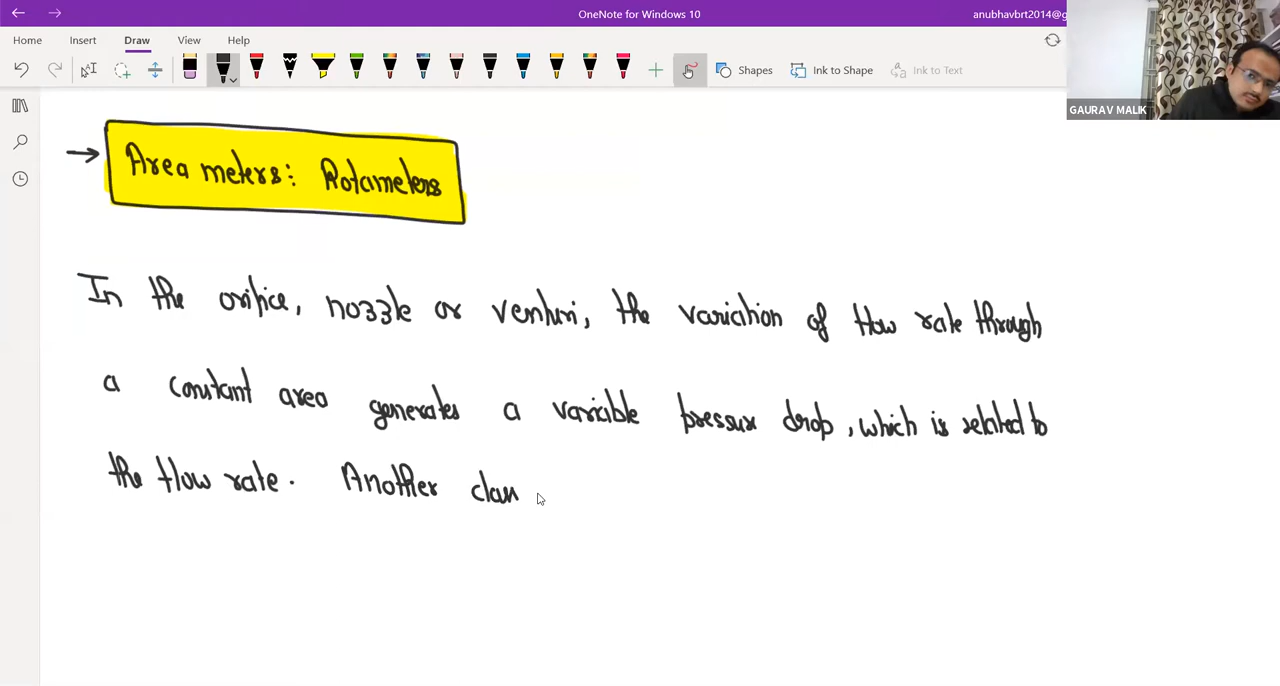 OneNote for Windows 10
anubhavbrt2014@g
Home Insert Draw View Help
Shapes Ink to Shape Ink to Text
GAURAV MALIK
→ Area meters: Rotameters
In the orifice, nozzle or venturi, the variation of flow rate through
a constant area generates a variable pressure drop, which is related to
the flow rate. Another class